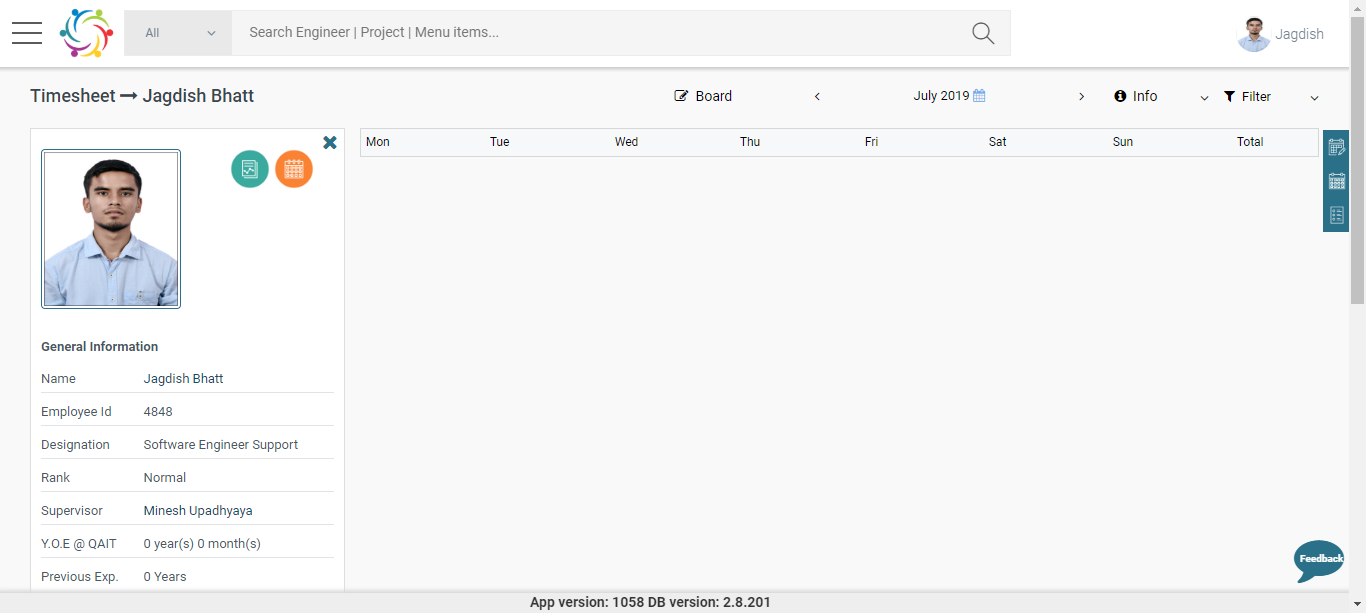 All
Search Engineer | Project | Menu items...
Jagdish
Timesheet → Jagdish Bhatt
Board
July 2019
Info
Filter
Mon Tue Wed Thu Fri Sat Sun Total
General Information
Name Jagdish Bhatt
Employee Id 4848
Designation Software Engineer Support
Rank Normal
Supervisor Minesh Upadhyaya
Y.O.E @ QAIT 0 year(s) 0 month(s)
Previous Exp. 0 Years
Feedback
App version: 1058 DB version: 2.8.201